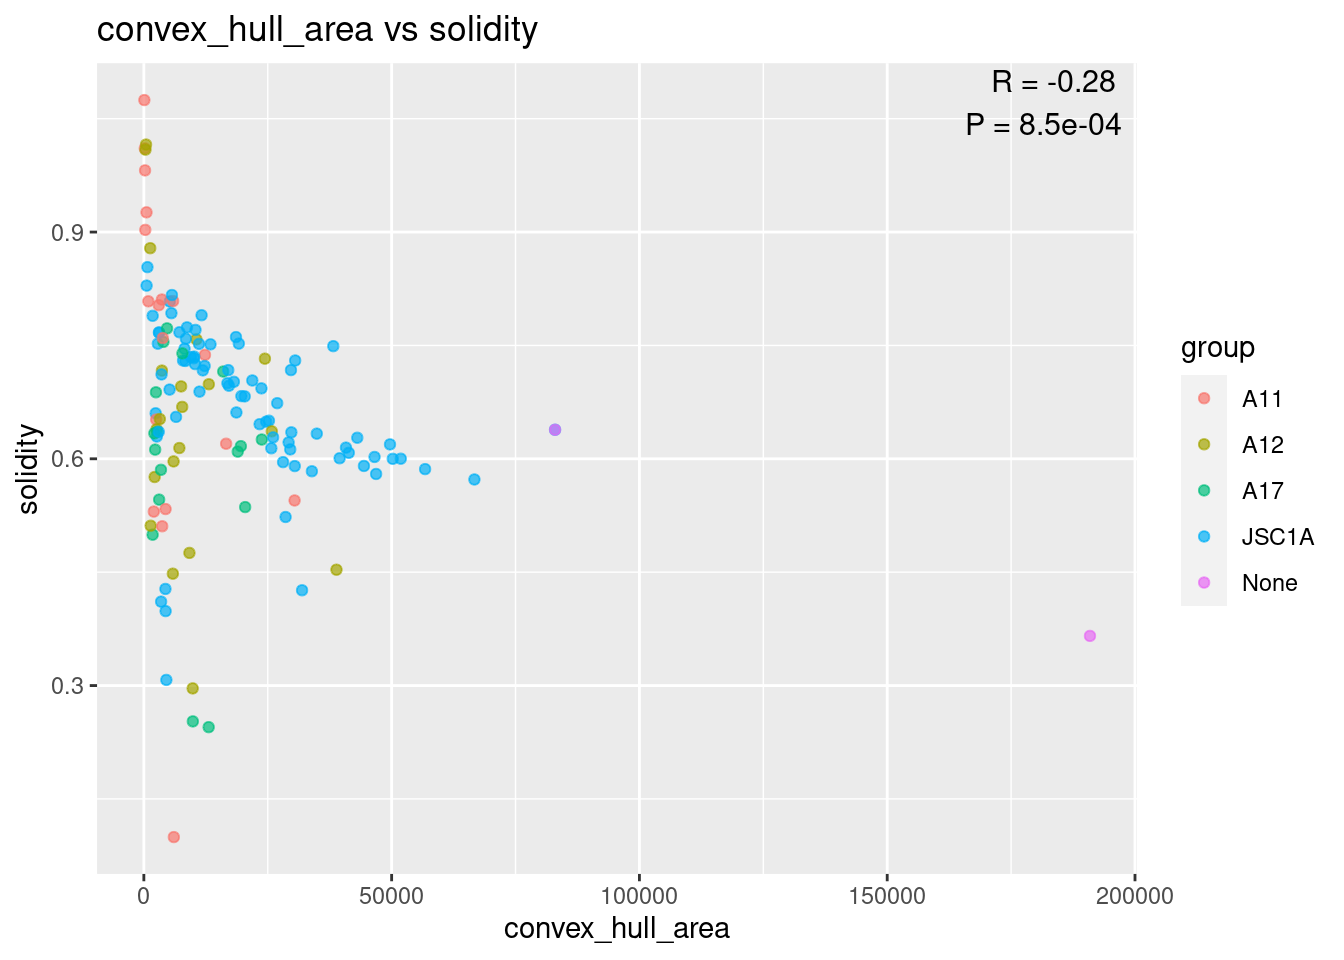 convex_hull_area vs solidity
R = -0.28
P = 8.5e-04
0.9
0.6
0.3
solidity
0
50000
100000
150000
200000
convex_hull_area
group
A11
A12
A17
JSC1A
None